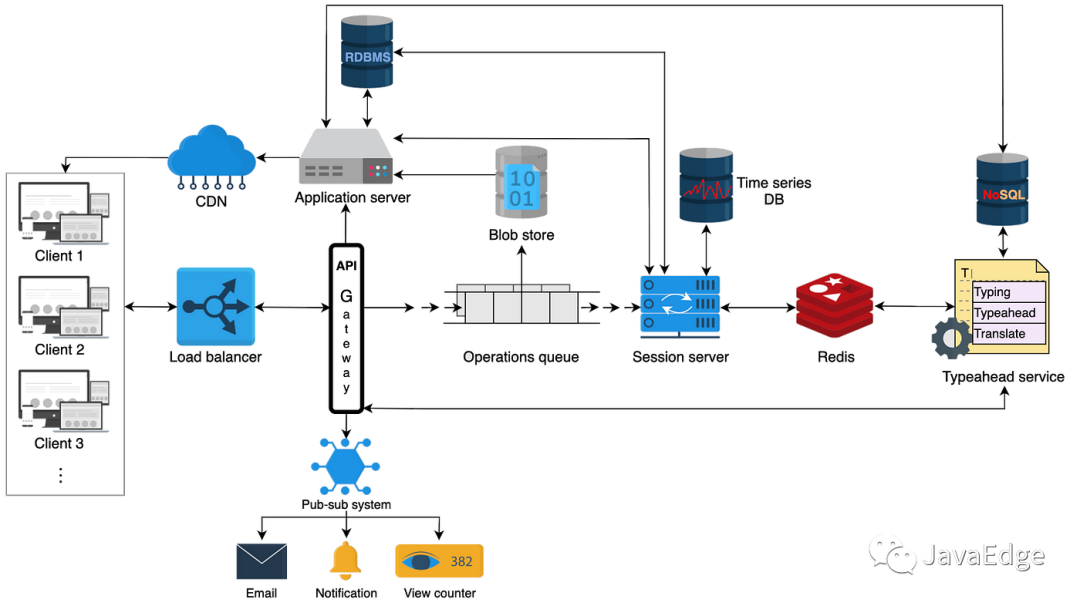 RDBMS
Application server
CDN
10
01
Blob store
Time series
DB
NoSQL
Client 1
Client 2
Client 3
Load balancer
API
G
a
t
e
w
a
y
Operations queue
Session server
Redis
T
Typing
Typeahead
Translate
Typeahead service
Pub-sub system
382
Email
Notification
View counter
JavaEdge